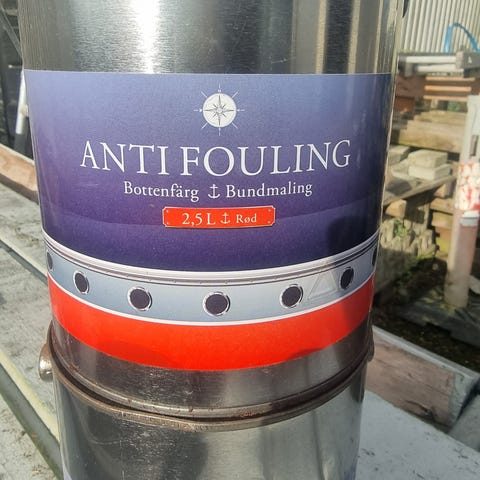 ANTI FOULING
Bottenfärg ⚓ Bundmaling
2,5 L ⚓ Rød